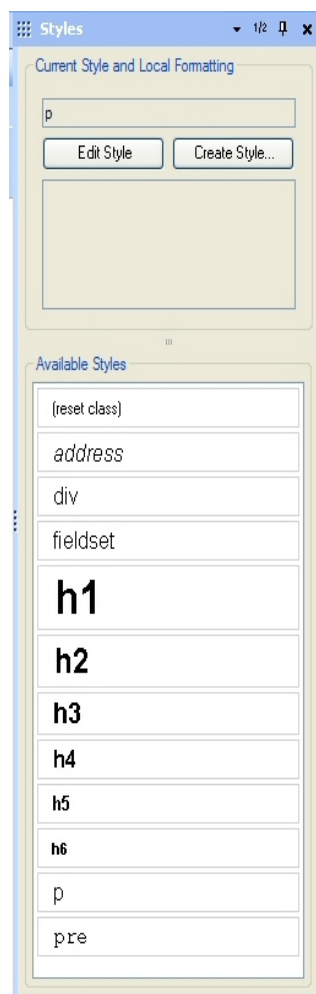 Styles 1/2
Current Style and Local Formatting
p
Edit Style Create Style...
Available Styles
(reset class)
address
div
fieldset
h1
h2
h3
h4
h5
h6
p
pre